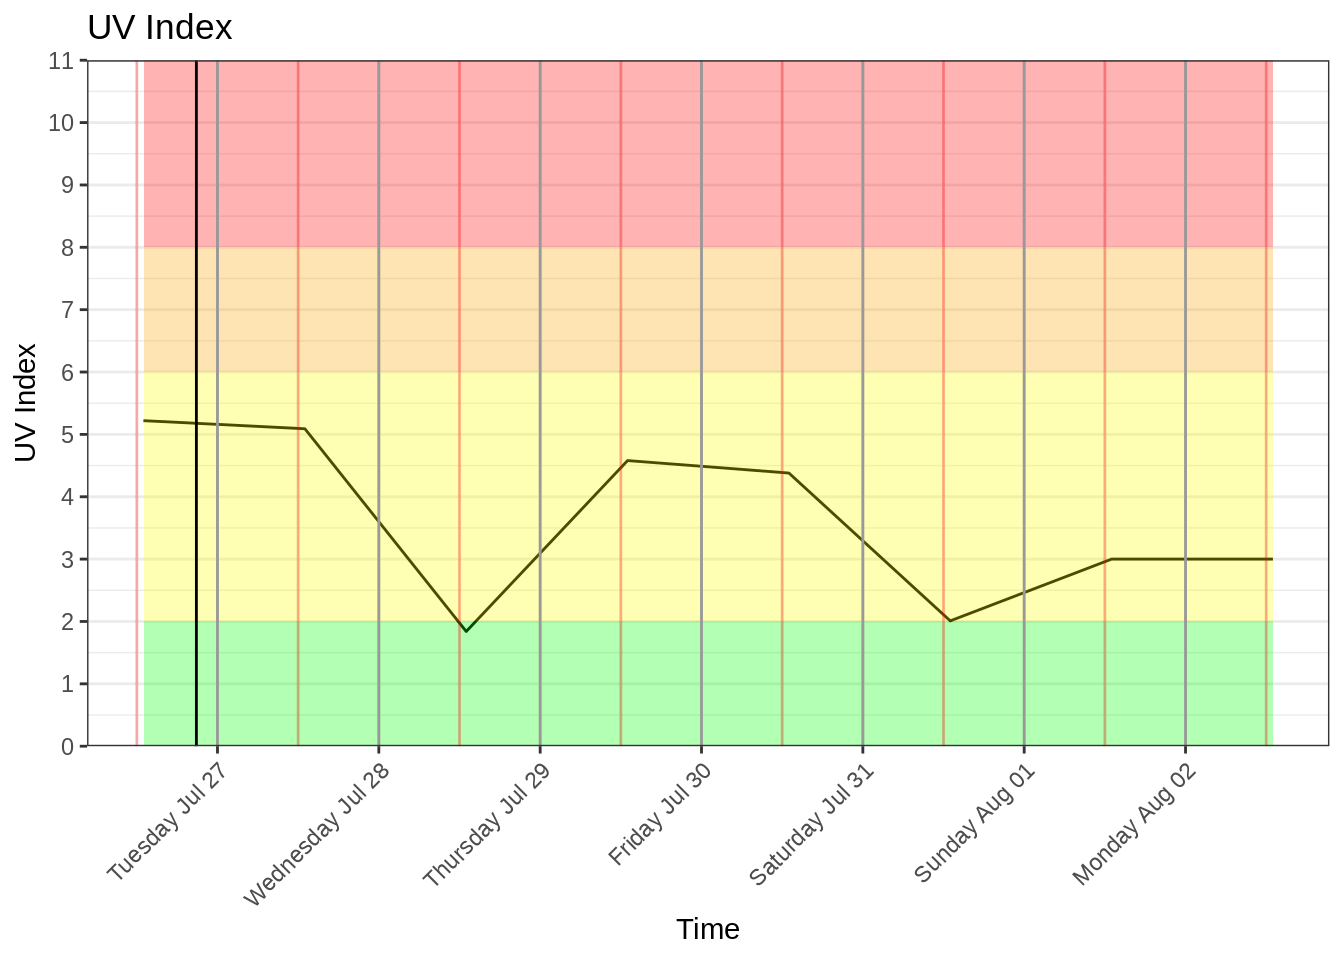 UV Index
11
10
9
8
7
6
5
4
3
2
1
0
UV Index
Tuesday Jul 27
Wednesday Jul 28
Thursday Jul 29
Friday Jul 30
Saturday Jul 31
Sunday Aug 01
Monday Aug 02
Time